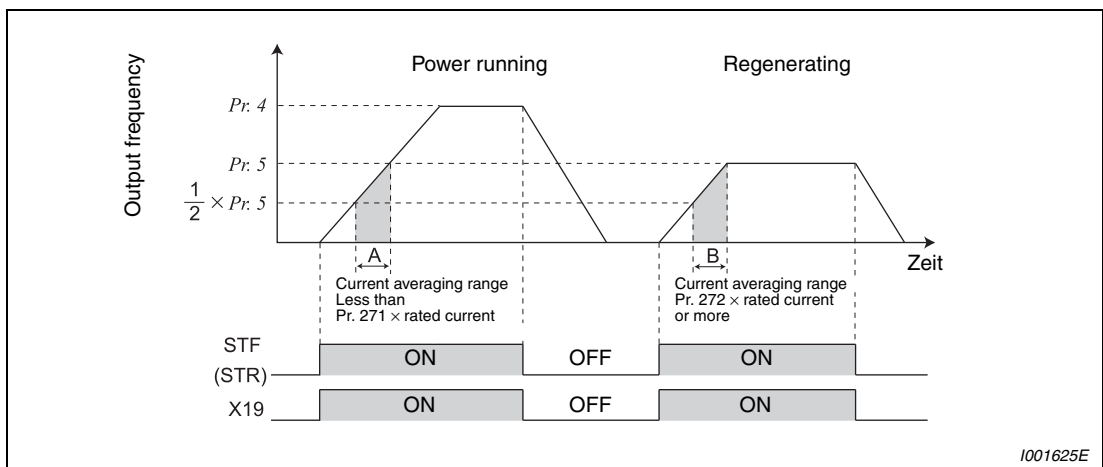 Output frequency
Power running
Regenerating
Pr. 4
Pr. 5
1/2 × Pr. 5
A
B
Zeit
Current averaging range
Less than
Pr. 271 × rated current
Current averaging range
Pr. 272 × rated current
or more
STF
(STR)
ON
OFF
ON
X19
ON
OFF
ON
I001625E